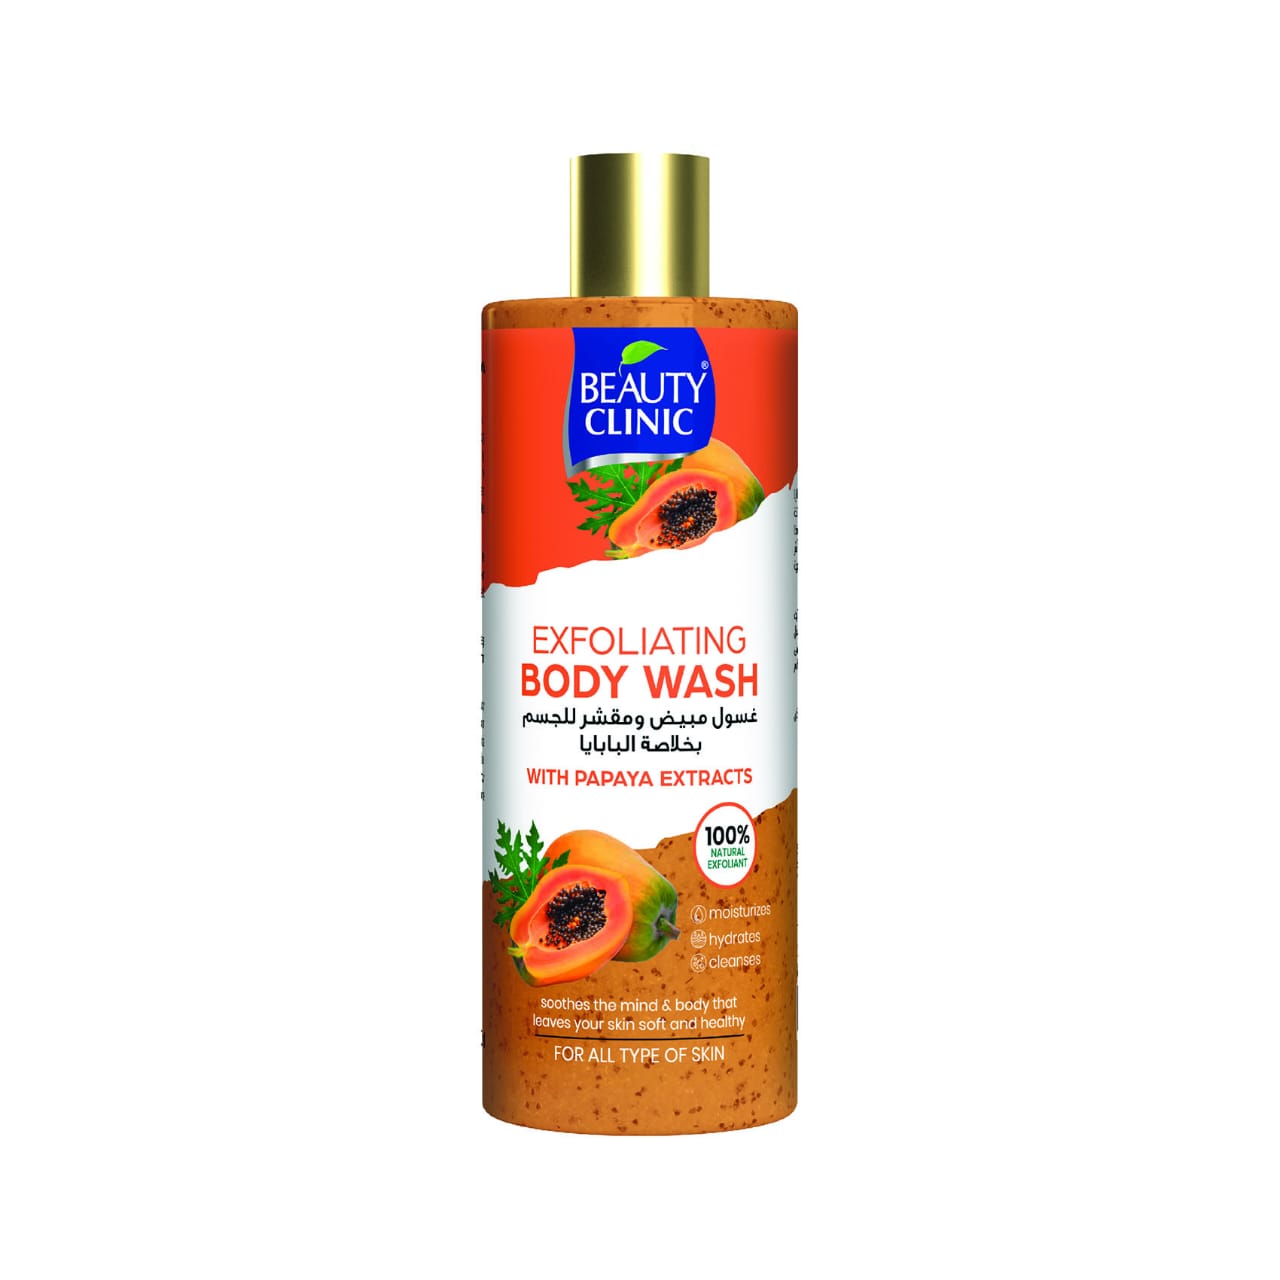 BEAUTY®
CLINIC
EXFOLIATING
BODY WASH
غسول مبيض ومقشر للجسم
بخلاصة البابايا
WITH PAPAYA EXTRACTS
100%
NATURAL
EXFOLIANT
moisturizes
hydrates
cleanses
soothes the mind & body that
leaves your skin soft and healthy
FOR ALL TYPE OF SKIN